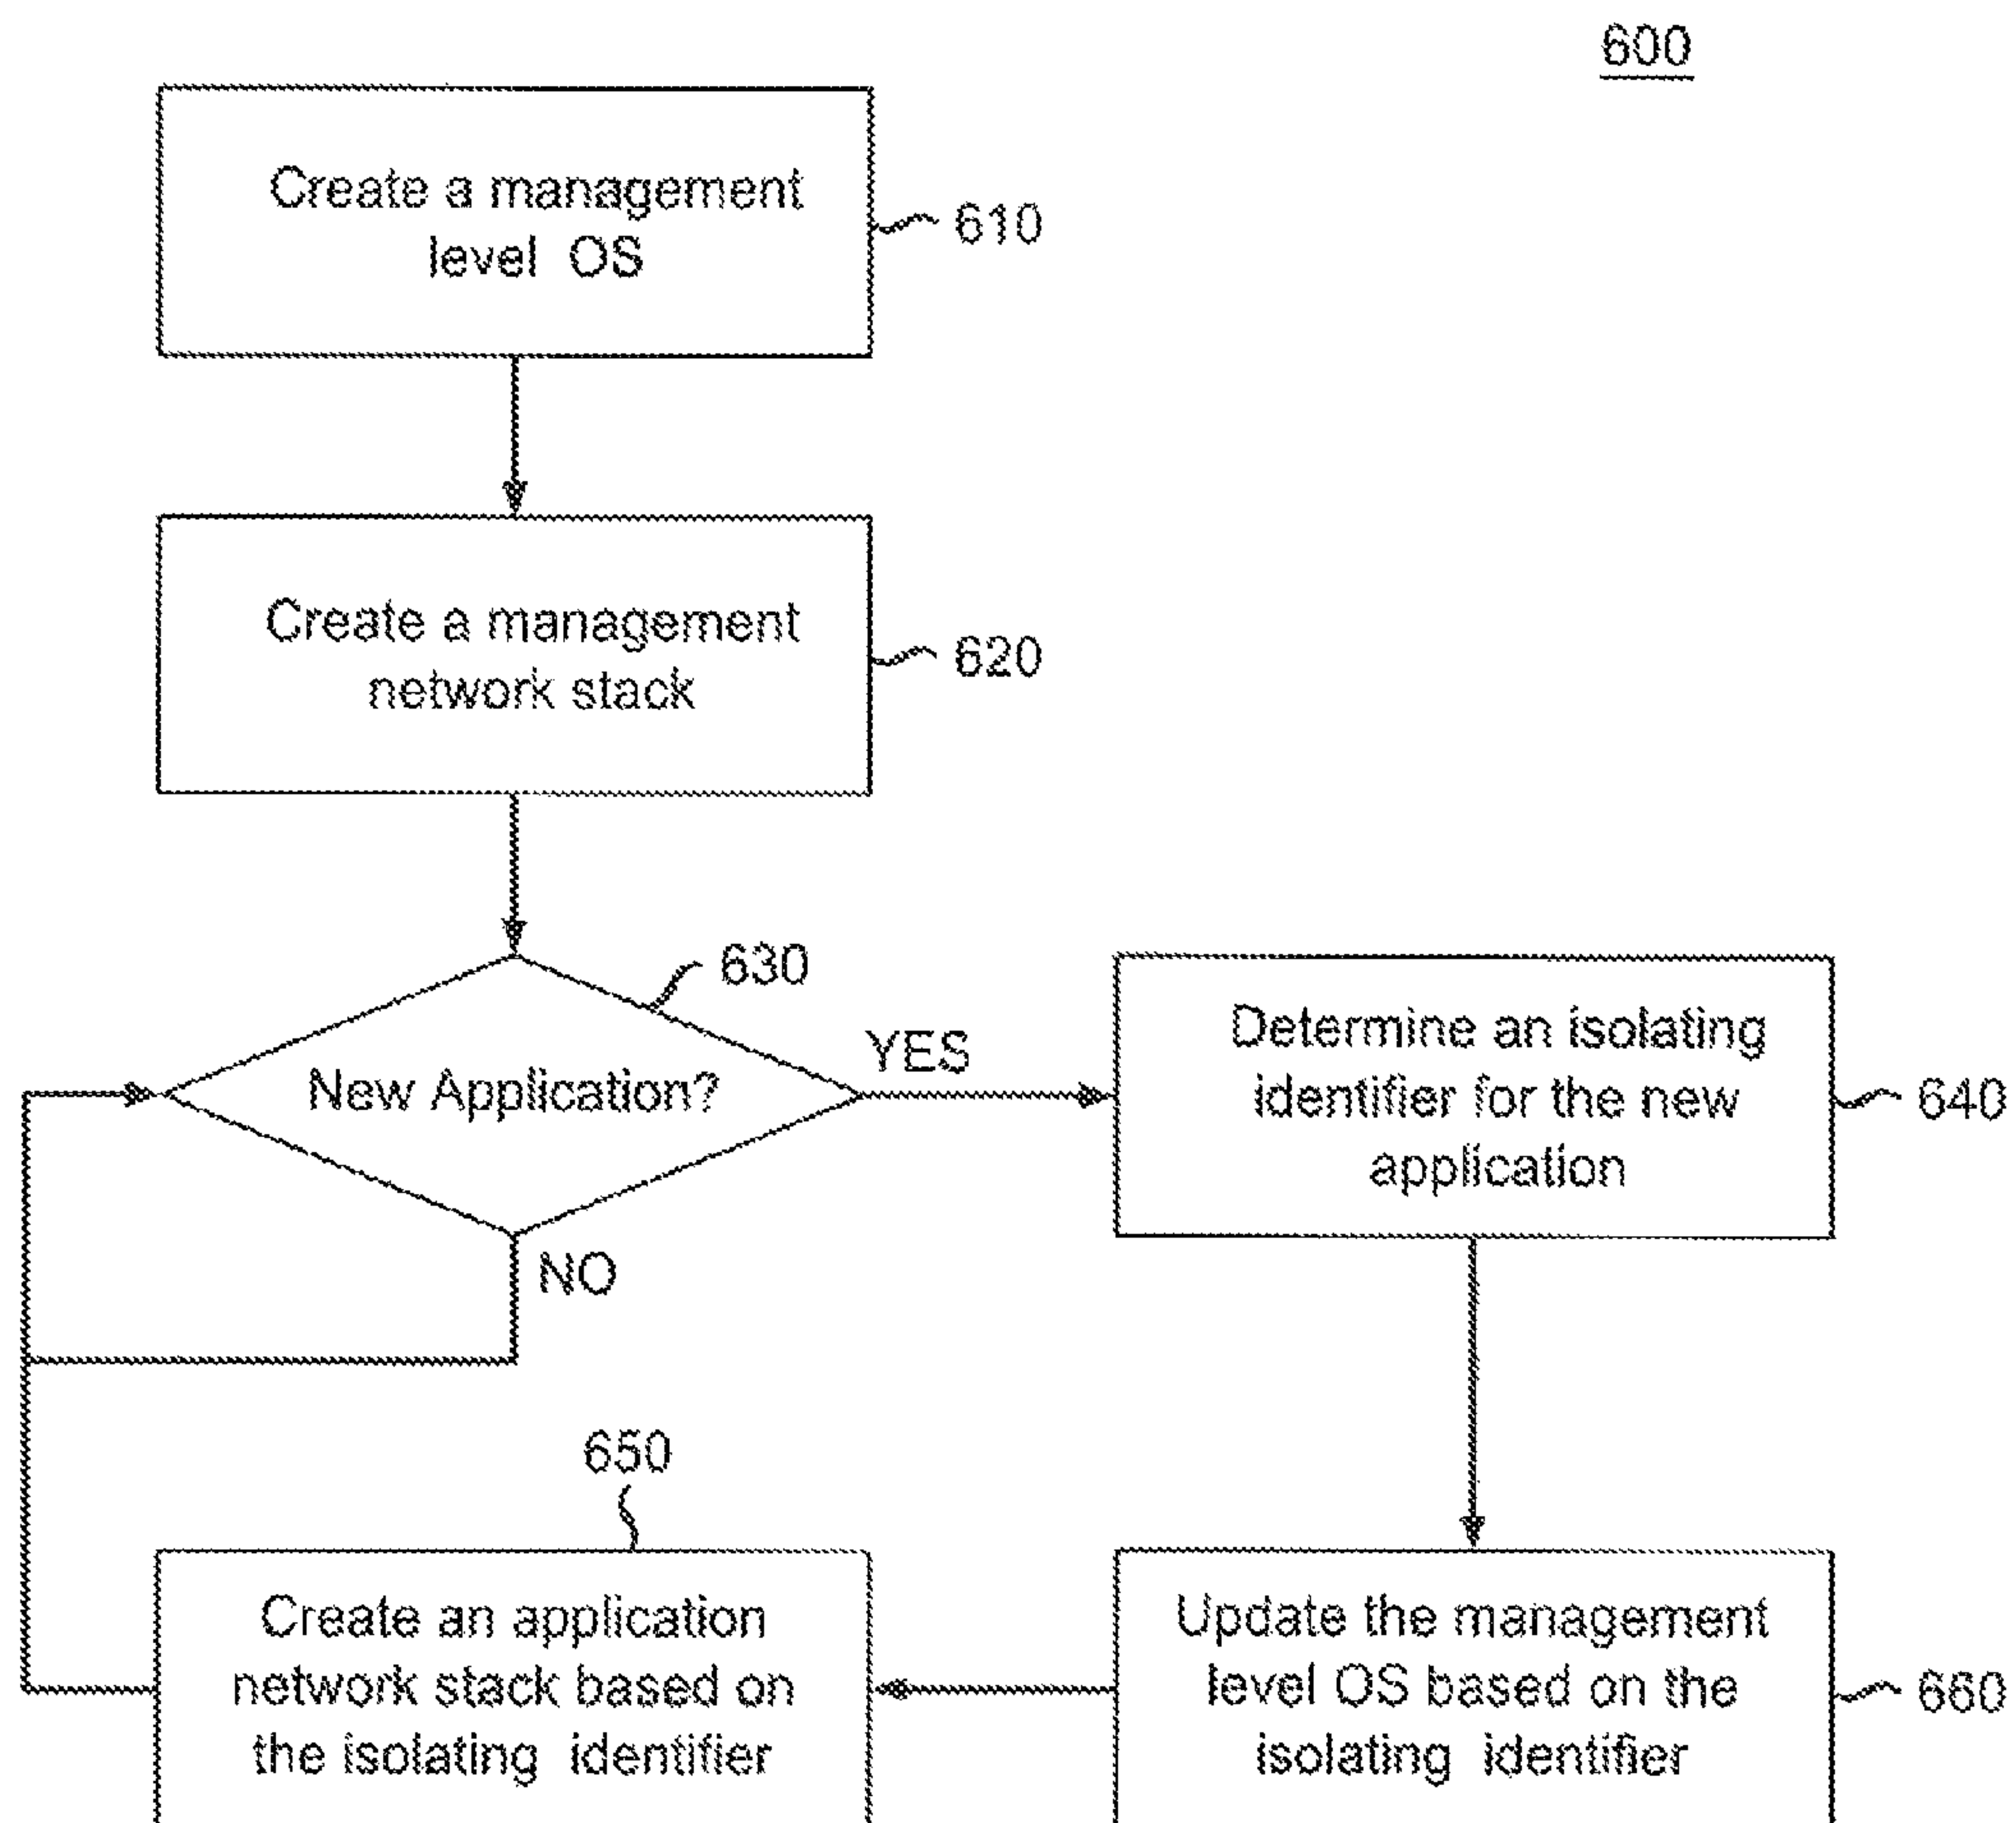 600
Create a management
level OS
610
Create a management
network stack
620
630
New Application?
YES
NO
Determine an isolating
identifier for the new
application
640
650
Create an application
network stack based on
the isolating identifier
Update the management
level OS based on the
isolating identifier
660